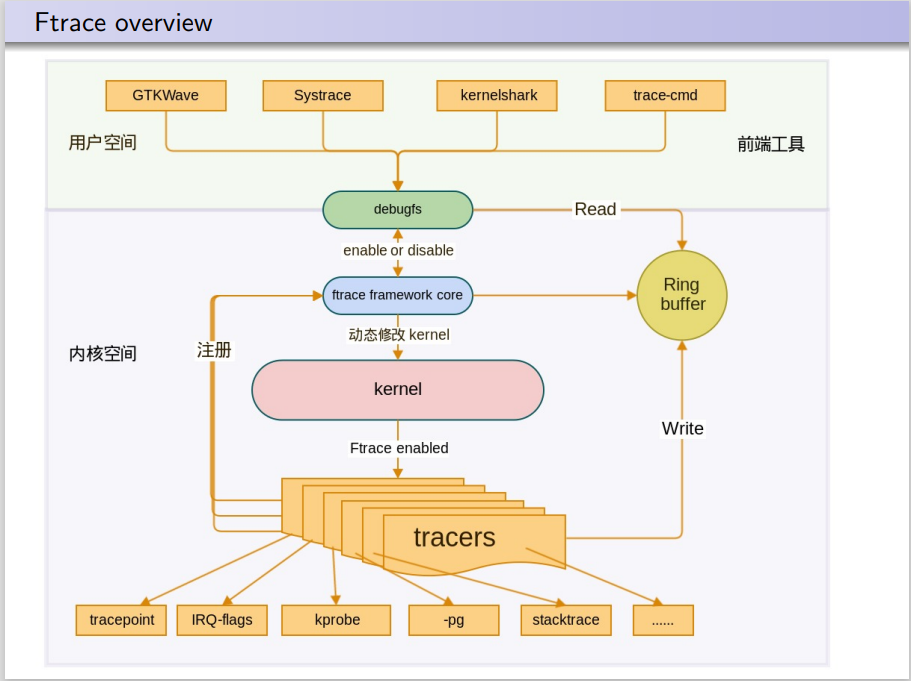 Ftrace overview
GTKWave
Systrace
kernelshark
trace-cmd
用户空间
前端工具
debugfs
Read
enable or disable
ftrace framework core
Ring
buffer
动态修改 kernel
注册
内核空间
kernel
Write
Ftrace enabled
tracers
tracepoint
IRQ-flags
kprobe
-pg
stacktrace
......